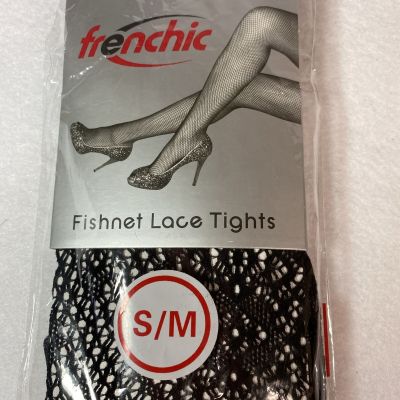 frenchic
Fishnet Lace Tights
S/M